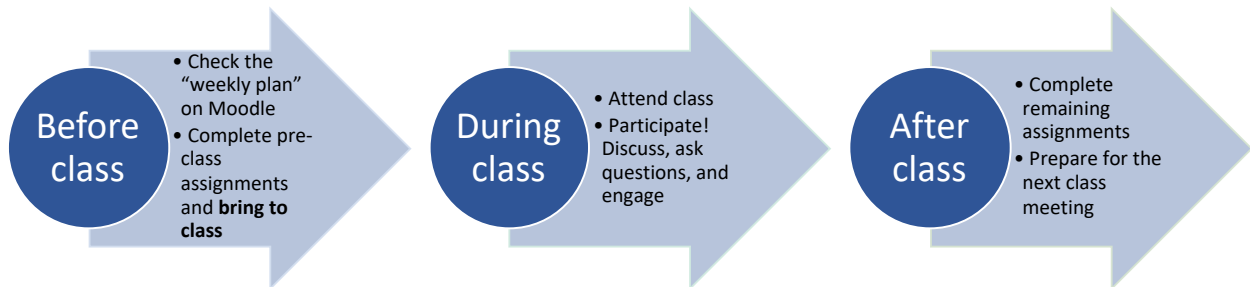 Before
class
• Check the
“weekly plan”
on Moodle
• Complete pre-
class
assignments
and bring to
class
During
class
• Attend class
• Participate!
Discuss, ask
questions, and
engage
After
class
• Complete
remaining
assignments
• Prepare for the
next class
meeting